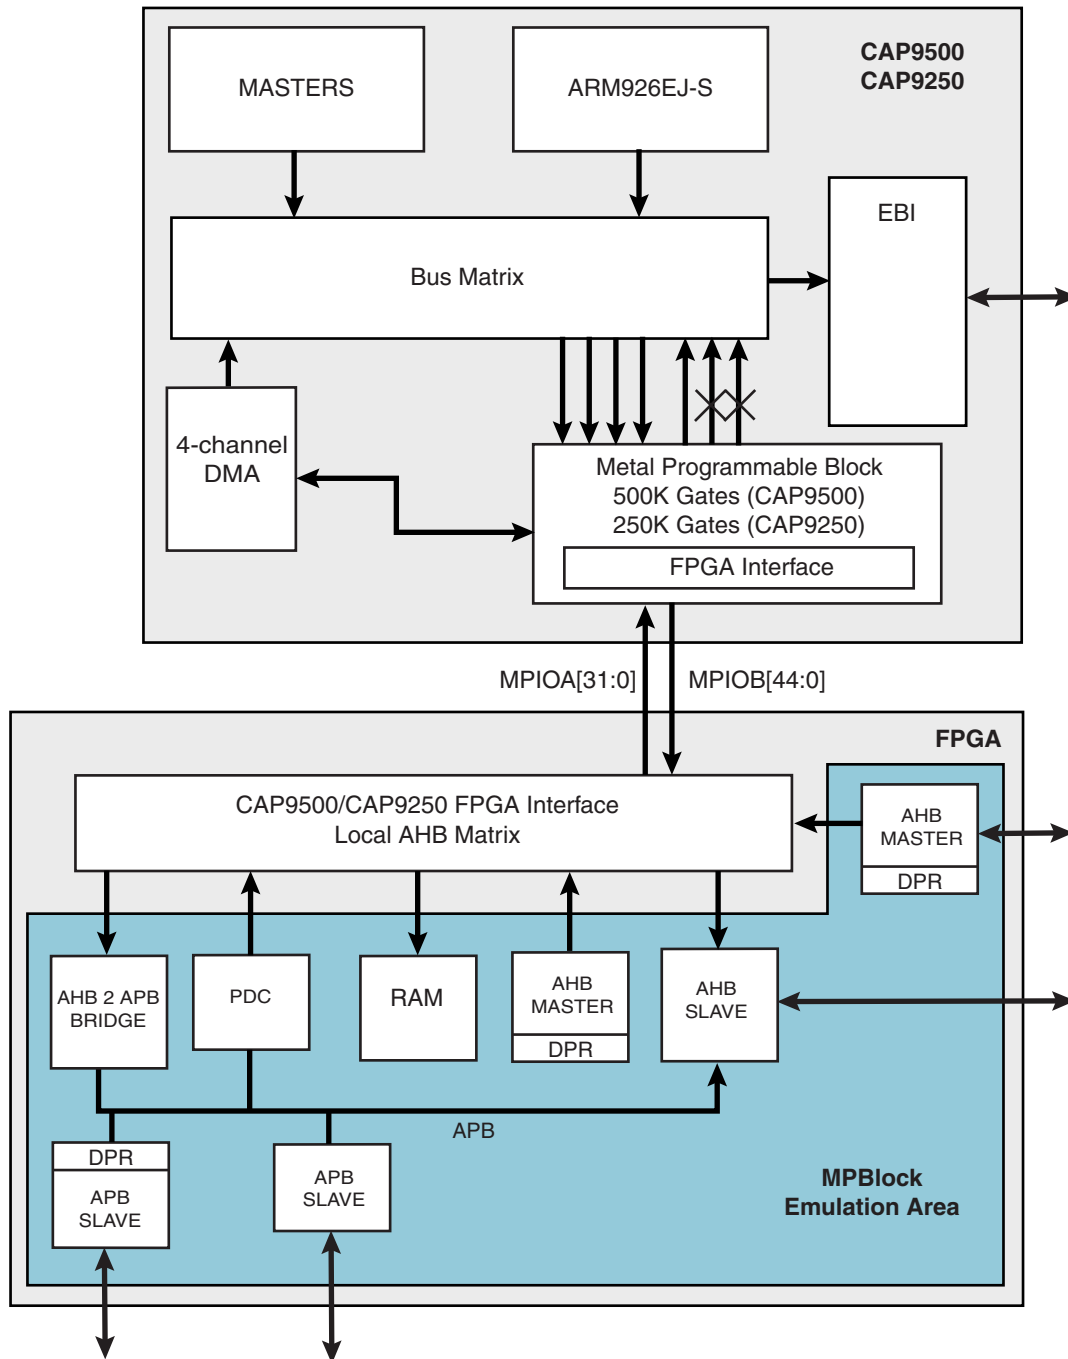 CAP9500
CAP9250
MASTERS
ARM926EJ-S
EBI
Bus Matrix
4-channel
DMA
Metal Programmable Block
500K Gates (CAP9500)
250K Gates (CAP9250)
FPGA Interface
MPIOA[31:0]
MPIOB[44:0]
FPGA
CAP9500/CAP9250 FPGA Interface
Local AHB Matrix
AHB
MASTER
DPR
AHB 2 APB
BRIDGE
PDC
RAM
AHB
MASTER
DPR
AHB
SLAVE
APB
DPR
APB
SLAVE
APB
SLAVE
MPBlock
Emulation Area